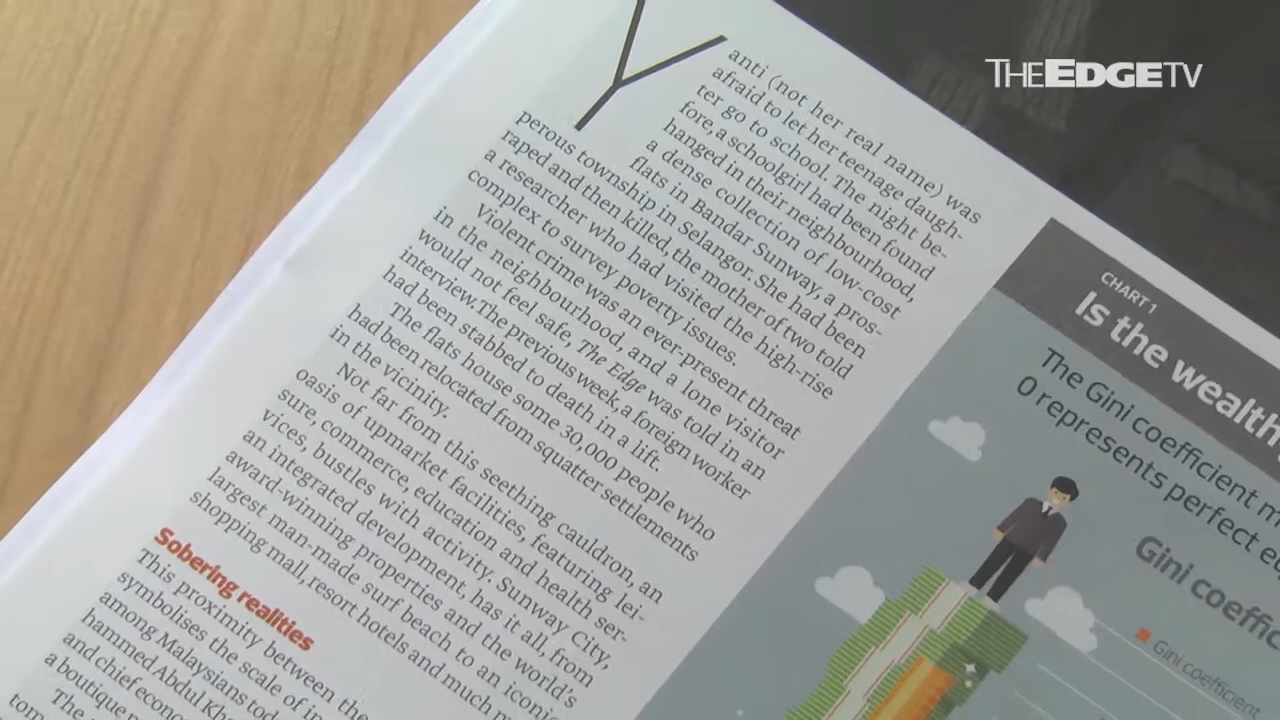 THEEDGETV
Yanti (not her real name) was
afraid to let her teenage daugh-
ter go to school. The night be-
fore, a schoolgirl had been found
hanged in their neighbourhood,
a dense collection of low-cost
flats in Bandar Sunway, a pros-
perous township in Selangor. She had been
raped and then killed, the mother of two told
a researcher who had visited the high-rise
complex to survey poverty issues.
Violent crime was an ever-present threat
in the neighbourhood, and a lone visitor
would not feel safe, The Edge was told in an
interview. The previous week, a foreign worker
had been stabbed to death in a lift.
The flats house some 30,000 people who
had been relocated from squatter settlements
in the vicinity.
Not far from this seething cauldron, an
oasis of upmarket facilities, featuring lei-
sure, commerce, education and health ser-
vices, bustles with activity. Sunway City,
an integrated development, has it all, from
award-winning properties and the world's
largest man-made surf beach to an iconic
shopping mall, resort hotels and much
Sobering realities
This proximity between the
symbolises the scale of
among Malaysians
hammed Abdul
and chief
a boutique
The
CHART 1
Is the wealth
The Gini coefficient
0 represents perfect
Gini
Gini coefficient